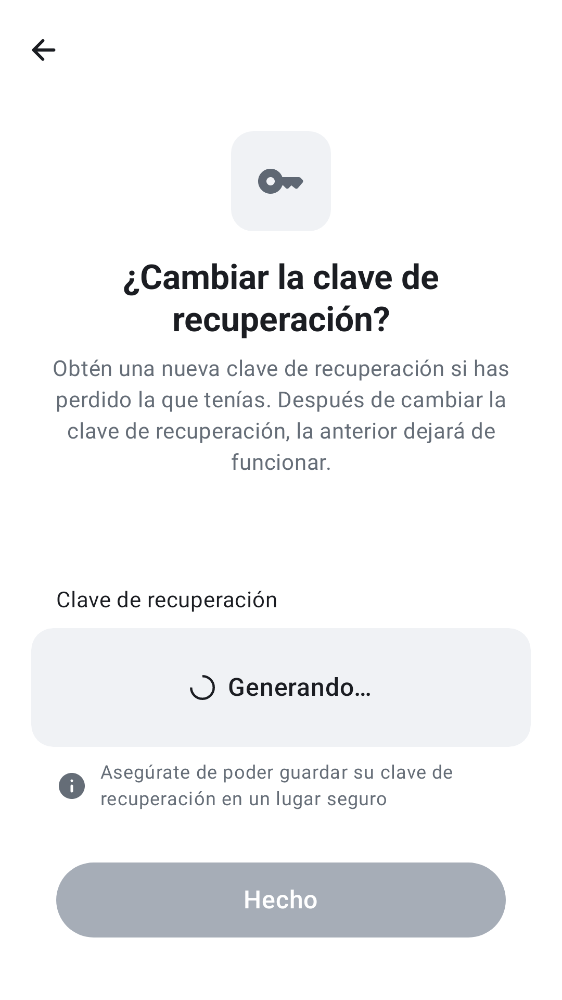 ¿Cambiar la clave de
recuperación?
Obtén una nueva clave de recuperación si has
perdido la que tenías. Después de cambiar la
clave de recuperación, la anterior dejará de
funcionar.
Clave de recuperación
Generando…
Asegúrate de poder guardar su clave de
recuperación en un lugar seguro
Hecho